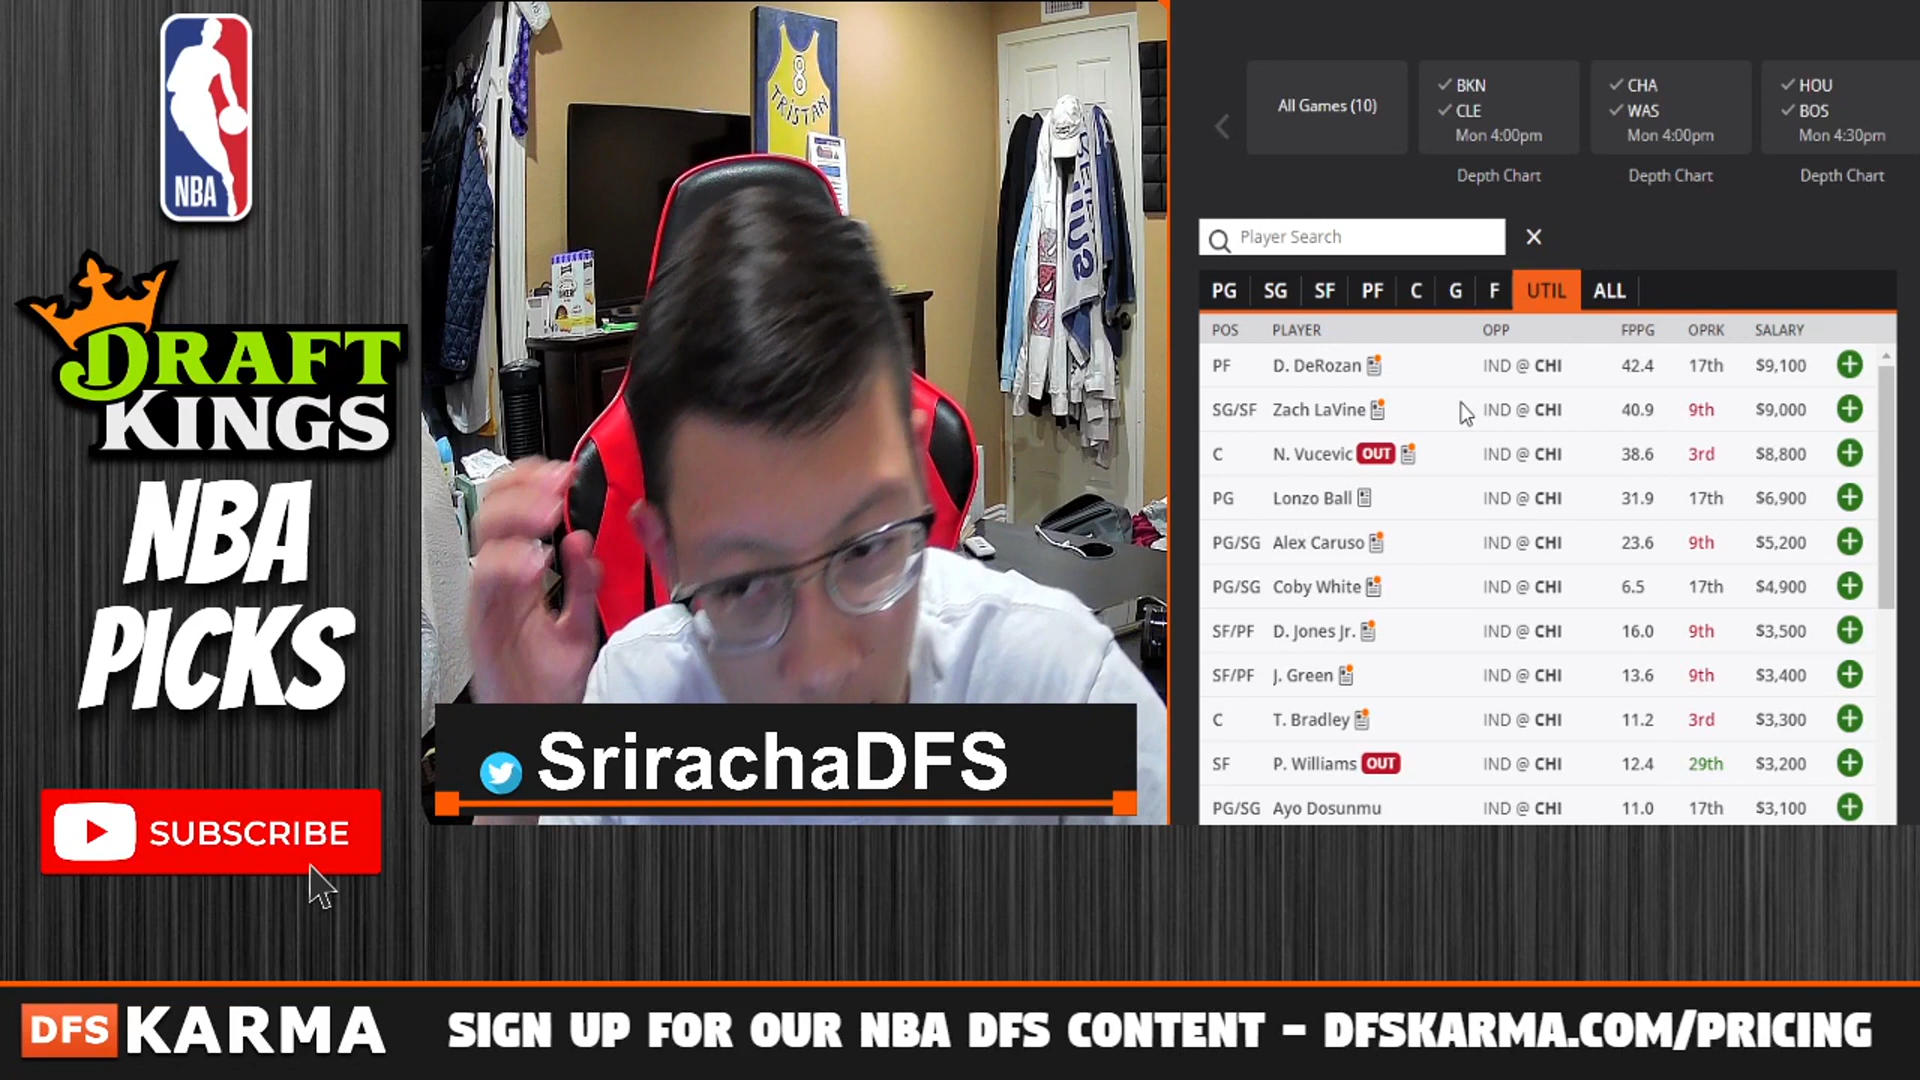 NBA
DRAFT
KINGS
NBA
PICKS
SUBSCRIBE
8
TRISTAN
SrirachaDFS
All Games (10)
BKN
CLE
Mon 4:00pm
Depth Chart
CHA
WAS
Mon 4:00pm
Depth Chart
HOU
BOS
Mon 4:30pm
Depth Chart
Player Search
PG SG SF PF C G F UTIL ALL
POS PLAYER OPP FPPG OPRK SALARY
PF D. DeRozan IND @ CHI 42.4 17th $9,100
SG/SF Zach LaVine IND @ CHI 40.9 9th $9,000
C N. Vucevic OUT IND @ CHI 38.6 3rd $8,800
PG Lonzo Ball IND @ CHI 31.9 17th $6,900
PG/SG Alex Caruso IND @ CHI 23.6 9th $5,200
PG/SG Coby White IND @ CHI 6.5 17th $4,900
SF/PF D. Jones Jr. IND @ CHI 16.0 9th $3,500
SF/PF J. Green IND @ CHI 13.6 9th $3,400
C T. Bradley IND @ CHI 11.2 3rd $3,300
SF P. Williams OUT IND @ CHI 12.4 29th $3,200
PG/SG Ayo Dosunmu IND @ CHI 11.0 17th $3,100
DFS KARMA SIGN UP FOR OUR NBA DFS CONTENT – DFSKARMA.COM/PRICING